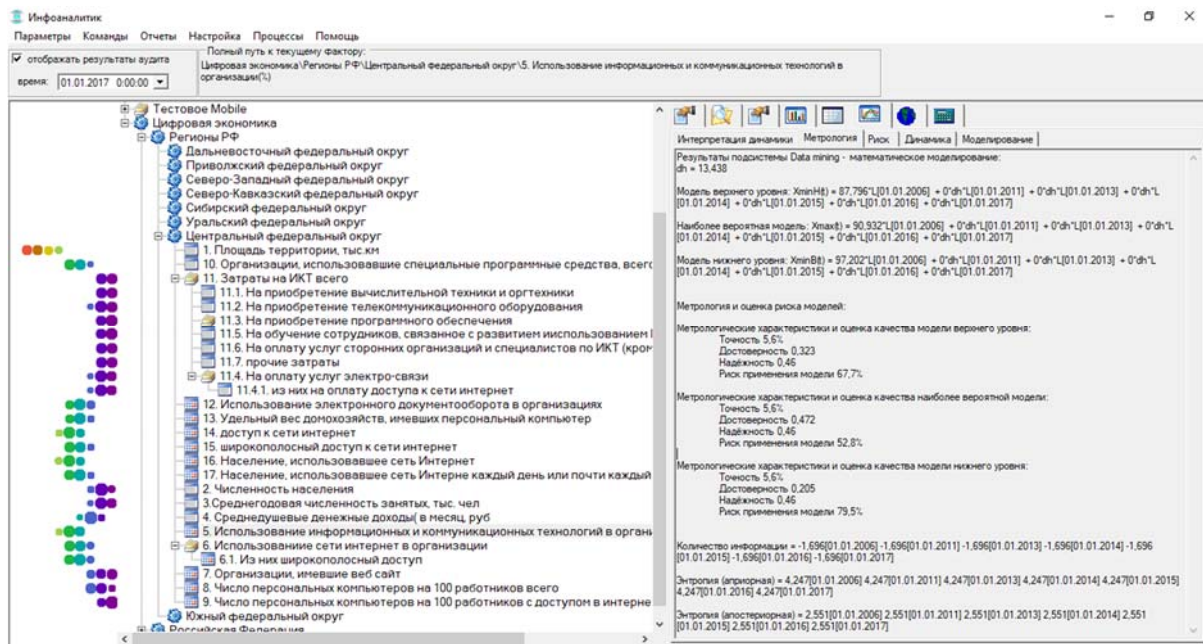 Инфоаналитик
Параметры Команды Отчеты Настройка Процессы Помощь
отображать результаты аудита
время: 01.01.2017 0:00:00
Полный путь к текущему фактору:
Цифровая экономика\Регионы РФ\Центральный федеральный округ\5. Использование информационных и коммуникационных технологий в
организации(%)
Тестовое Mobile
Цифровая экономика
Регионы РФ
Дальневосточный федеральный округ
Приволжский федеральный округ
Северо-Западный федеральный округ
Северо-Кавказский федеральный округ
Сибирский федеральный округ
Уральский федеральный округ
Центральный федеральный округ
1. Площадь территории, тыс.км
10. Организации, использовавшие специальные программные средства, всего
11. Затраты на ИКТ всего
11.1. На приобретение вычислительной техники и оргтехники
11.2. На приобретение телекоммуникационного оборудования
11.3. На приобретение программного обеспечения
11.5. На обучение сотрудников, связанное с развитием ииспользованием
11.6. На оплату услуг сторонних организаций и специалистов по ИКТ (кром
11.7. прочие затраты
11.4. На оплату услуг электро-связи
11.4.1. из них на оплату доступа к сети интернет
12. Использование электронного документооборота в организациях
13. Удельный вес домохозяйств, имевших персональный компьютер
14. доступ к сети интернет
15. широкополосный доступ к сети интернет
16. Население, использовавшее сеть Интернет
17. Население, использовавшее сеть Интерне каждый день или почти каждый
2. Численность населения
3.Среднегодовая численность занятых, тыс. чел
4. Среднедушевые денежные доходы( в месяц, руб
5. Использование информационных и коммуникационных технологий в органи
6. Использованиие сети интернет в организации
6.1. Из них широкополосный доступ
7. Организации, имевшие веб сайт
8. Число персональных компьютеров на 100 работников всего
9. Число персональных компьютеров на 100 работников с доступом в интерне
Южный федеральный округ
Российская Федерация
Интерпретация динамики Метрология Риск Динамика Моделирование
Результаты подсистемы Data mining - математическое моделирование:
dh = 13,438
Модель верхнего уровня: XminH(t) = 87,796*L[01.01.2006] + 0*dh*L[01.01.2011] + 0*dh*L[01.01.2013] + 0*dh*L
[01.01.2014] + 0*dh*L[01.01.2015] + 0*dh*L[01.01.2016] + 0*dh*L[01.01.2017]
Наиболее вероятная модель: Xmax(t) = 90,932*L[01.01.2006] + 0*dh*L[01.01.2011] + 0*dh*L[01.01.2013] + 0*dh*L
[01.01.2014] + 0*dh*L[01.01.2015] + 0*dh*L[01.01.2016] + 0*dh*L[01.01.2017]
Модель нижнего уровня: XminB(t) = 97,202*L[01.01.2006] + 0*dh*L[01.01.2011] + 0*dh*L[01.01.2013] + 0*dh*L
[01.01.2014] + 0*dh*L[01.01.2015] + 0*dh*L[01.01.2016] + 0*dh*L[01.01.2017]
Метрология и оценка риска моделей:
Метрологические характеристики и оценка качества модели верхнего уровня:
Точность 5,6%
Достоверность 0,323
Надёжность 0,46
Риск применения модели 67,7%
Метрологические характеристики и оценка качества наиболее вероятной модели:
Точность 5,6%
Достоверность 0,472
Надёжность 0,46
Риск применения модели 52,8%
Метрологические характеристики и оценка качества модели нижнего уровня:
Точность 5,6%
Достоверность 0,205
Надёжность 0,46
Риск применения модели 79,5%
Количество информации = -1,696[01.01.2006] -1,696[01.01.2011] -1,696[01.01.2013] -1,696[01.01.2014] -1,696
[01.01.2015] -1,696[01.01.2016] -1,696[01.01.2017]
Энтропия (априорная) = 4,247[01.01.2006] 4,247[01.01.2011] 4,247[01.01.2013] 4,247[01.01.2014] 4,247[01.01.2015]
4,247[01.01.2016] 4,247[01.01.2017]
Энтропия (апостериорная) = 2,551[01.01.2006] 2,551[01.01.2011] 2,551[01.01.2013] 2,551[01.01.2014] 2,551
[01.01.2015] 2,551[01.01.2016] 2,551[01.01.2017]